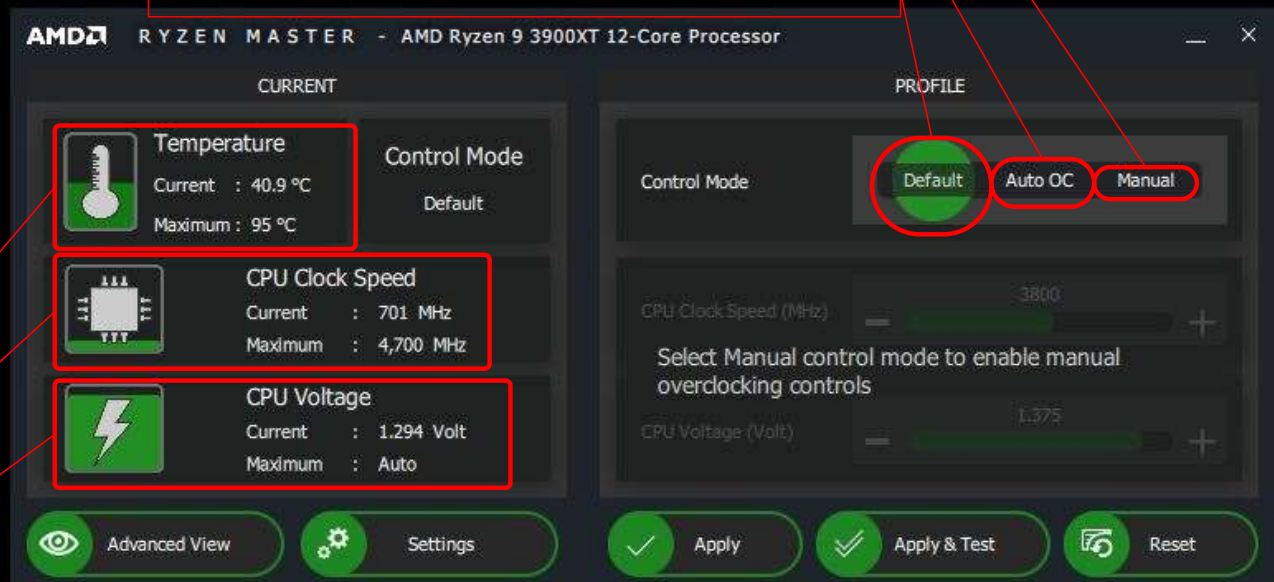 AMD RYZEN MASTER - AMD Ryzen 9 3900XT 12-Core Processor
CURRENT
Temperature
Current : 40.9 °C
Maximum : 95 °C
Control Mode
Default
CPU Clock Speed
Current : 701 MHz
Maximum : 4,700 MHz
CPU Voltage
Current : 1.294 Volt
Maximum : Auto
PROFILE
Control Mode
Default Auto OC Manual
CPU Clock Speed (MHz)
3800
Select Manual control mode to enable manual
overclocking controls
CPU Voltage (Volt)
1.375
Advanced View
Settings
Apply
Apply & Test
Reset